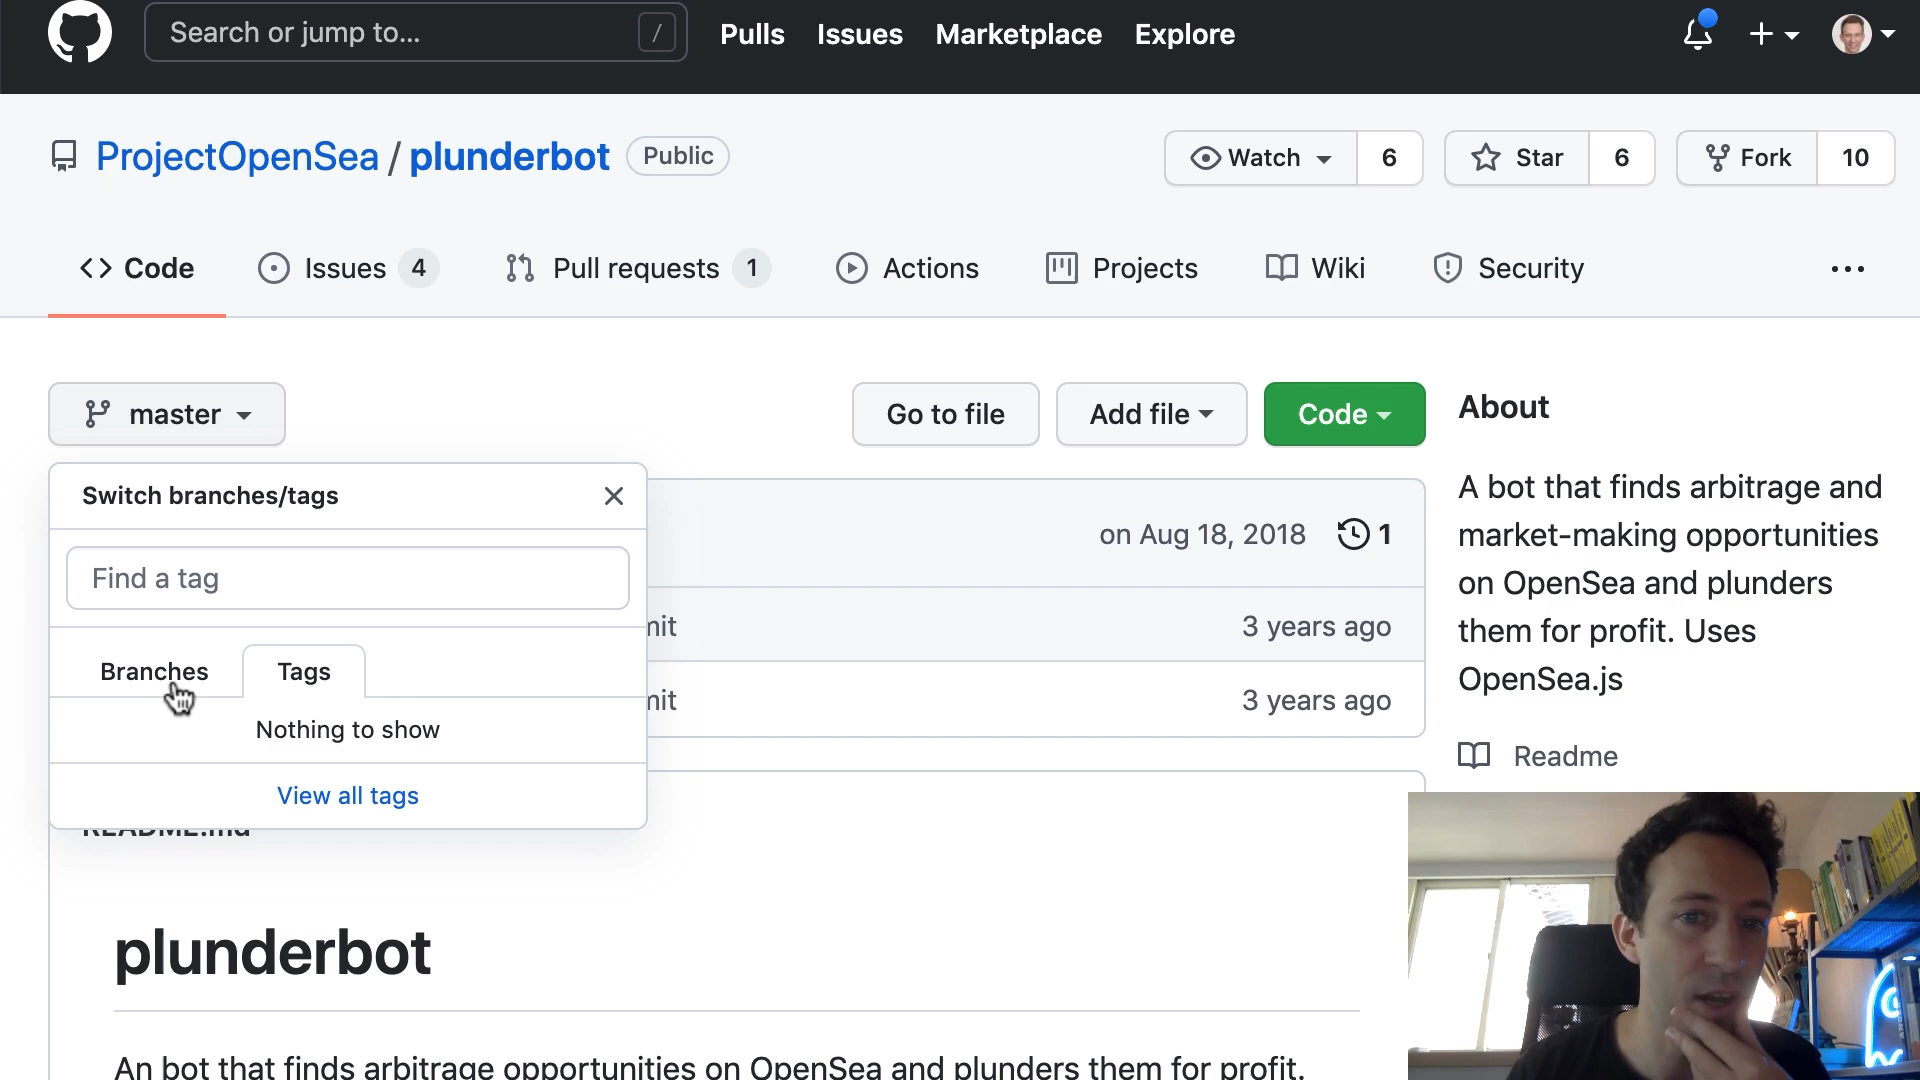 Search or jump to... /
Pulls Issues Marketplace Explore
ProjectOpenSea / plunderbot Public
Watch 6
Star 6
Fork 10
Code
Issues 4
Pull requests 1
Actions
Projects
Wiki
Security
master
Go to file
Add file
Code
Switch branches/tags
Find a tag
Branches
Tags
Nothing to show
View all tags
on Aug 18, 2018 1
mit 3 years ago
mit 3 years ago
README.md
plunderbot
An bot that finds arbitrage opportunities on OpenSea and plunders them for profit.
About
A bot that finds arbitrage and
market-making opportunities
on OpenSea and plunders
them for profit. Uses
OpenSea.js
Readme